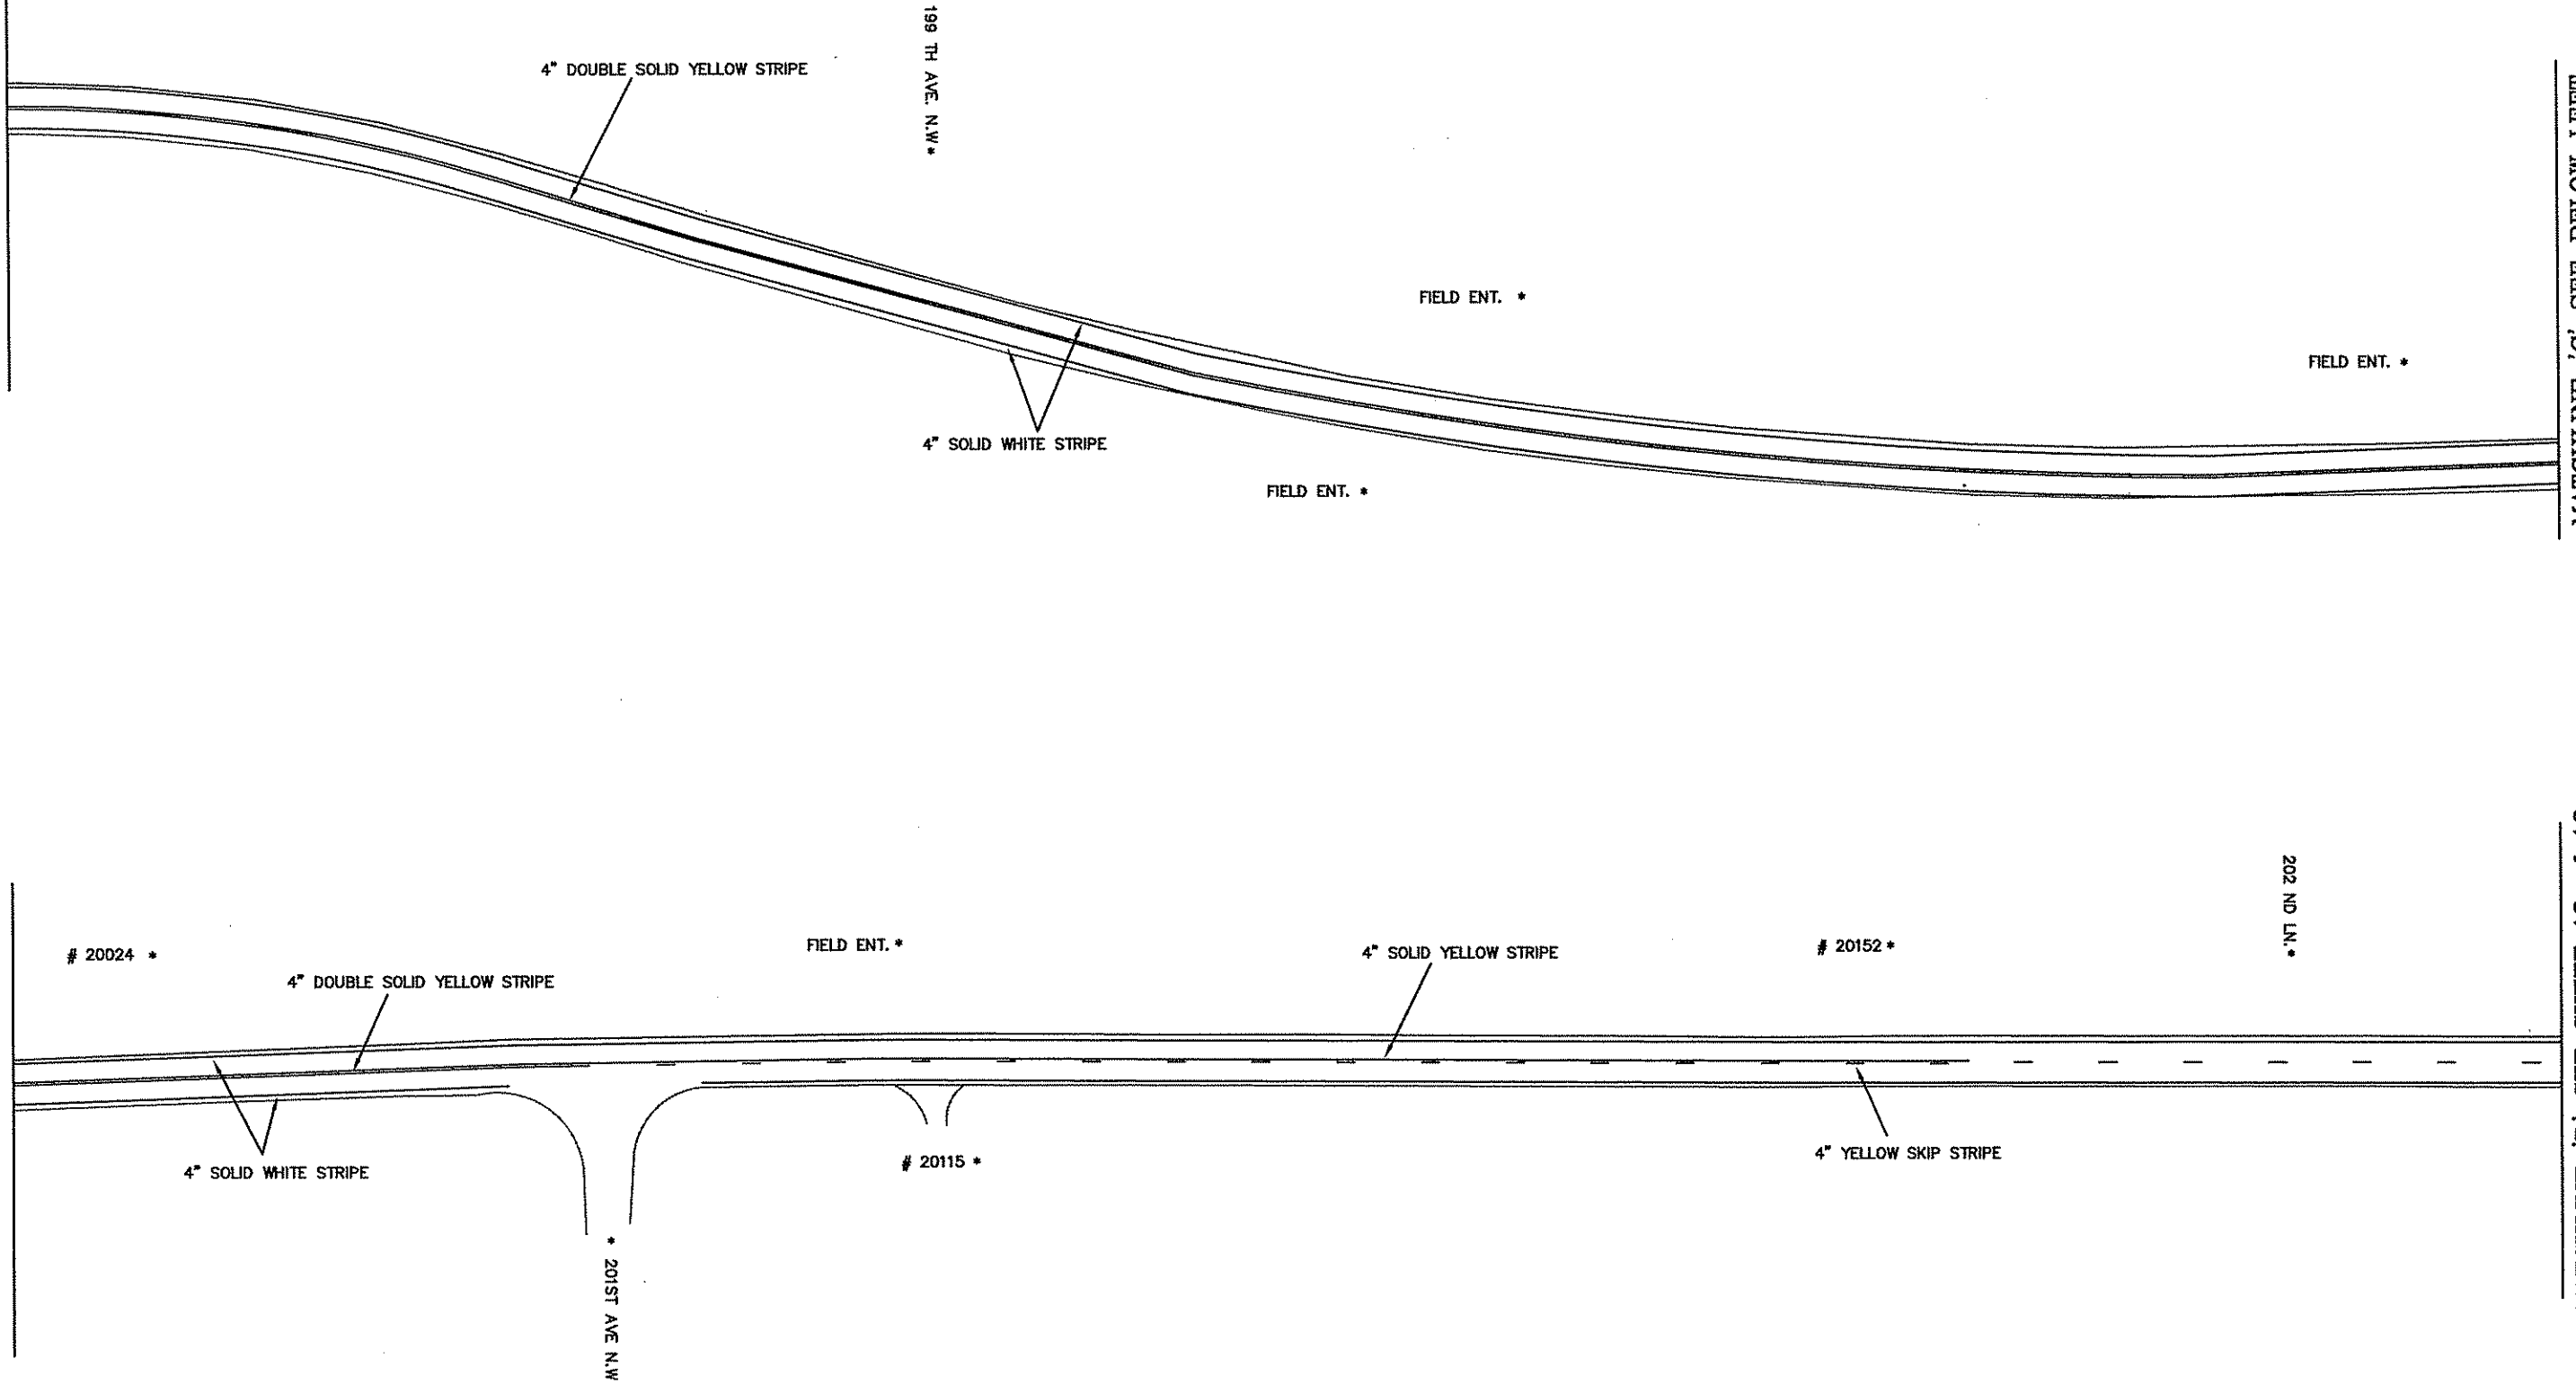 4" DOUBLE SOLID YELLOW STRIPE
199 TH AVE. N.W *
FIELD ENT. *
FIELD ENT. *
4" SOLID WHITE STRIPE
FIELD ENT. *
202 ND LN. *
# 20024 *
FIELD ENT. *
4" SOLID YELLOW STRIPE
# 20152 *
4" DOUBLE SOLID YELLOW STRIPE
4" SOLID WHITE STRIPE
# 20115 *
4" YELLOW SKIP STRIPE
* 201ST AVE N.W